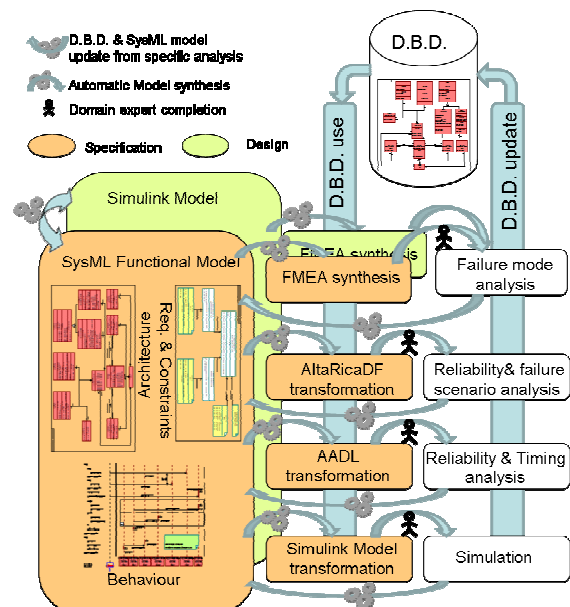 D.B.D. & SysML model
update from specific analysis
Automatic Model synthesis
Domain expert completion
Specification
Design
D.B.D.
D.B.D. use
D.B.D. update
Simulink Model
SysML Functional Model
Architecture
Req. & Constraints
Behaviour
FMEA synthesis
FMEA synthesis
Failure mode
analysis
AltaRicaDF
transformation
Reliability& failure
scenario analysis
AADL
transformation
Reliability & Timing
analysis
Simulink Model
transformation
Simulation